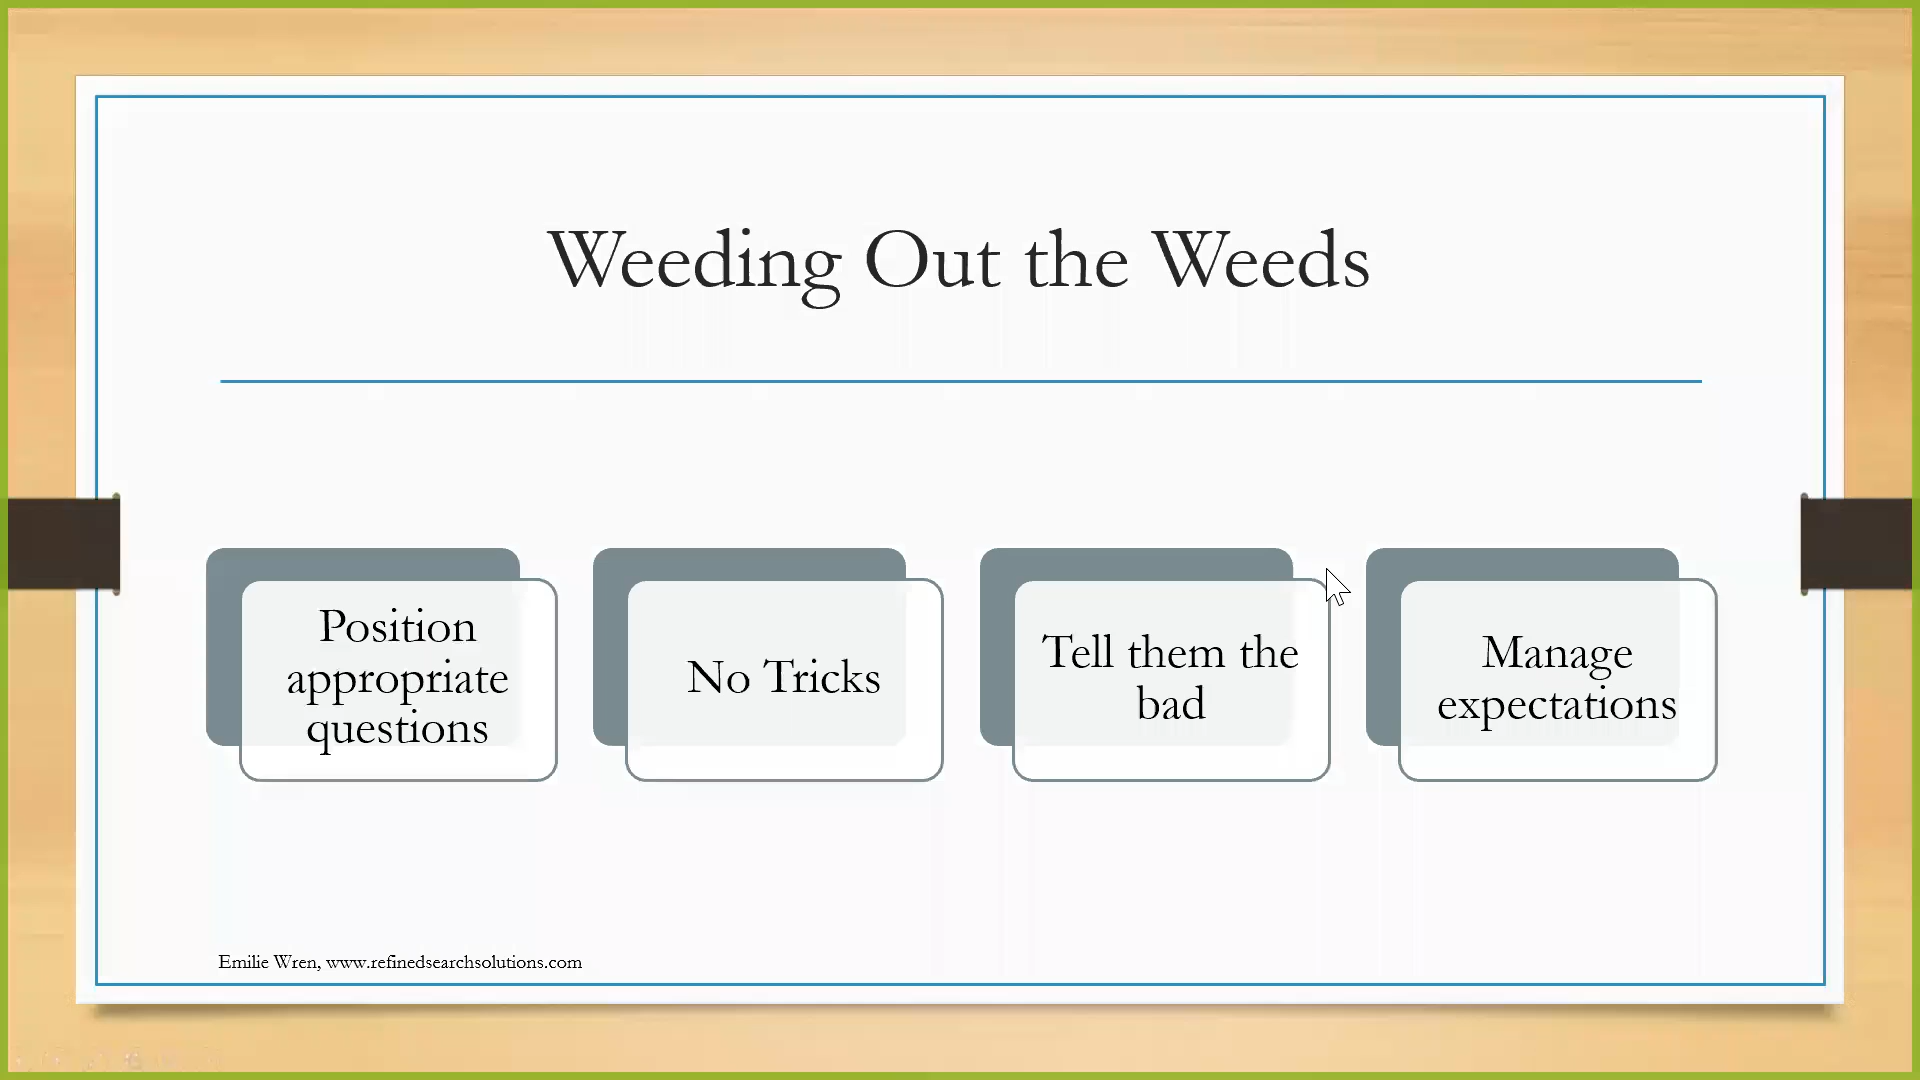 Weeding Out the Weeds
Position
appropriate
questions
No Tricks
Tell them the
bad
Manage
expectations
Emilie Wren, www.refinedsearchsolutions.com